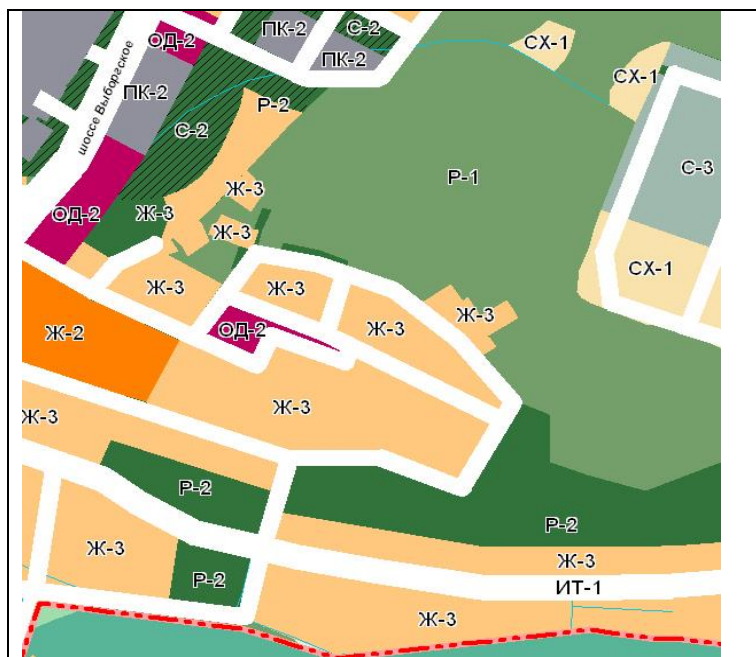 ОД-2
ПК-2
С-2
ПК-2
СХ-1
ПК-2
СХ-1
шоссе Выборгское
Р-2
С-2
С-3
Р-1
Ж-3
ОД-2
Ж-3
Ж-3
СХ-1
Ж-3
Ж-3
Ж-3
Ж-3
ОД-2
Ж-2
Ж-3
Ж-3
Р-2
Р-2
Ж-3
Ж-3
Р-2
ИТ-1
Ж-3